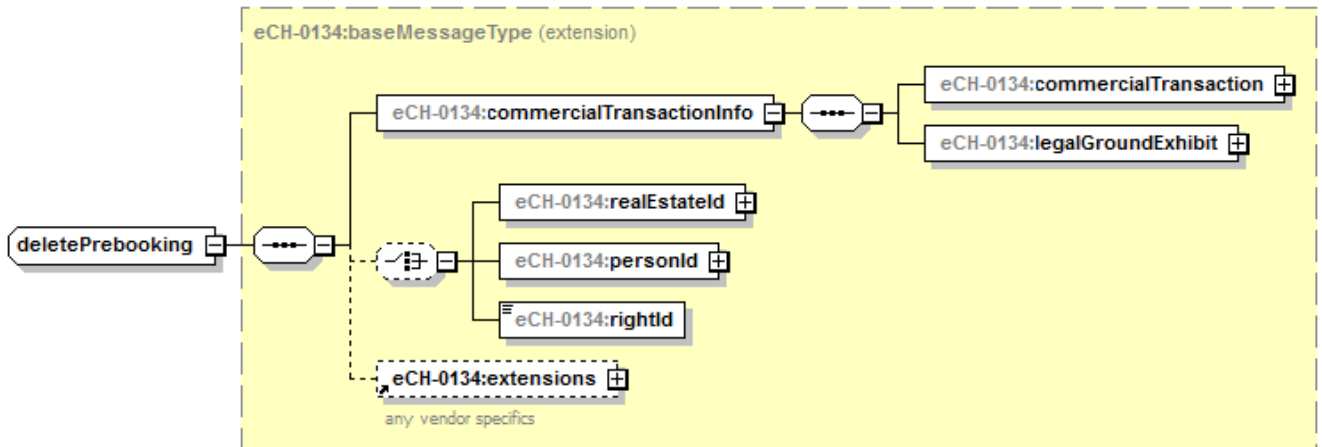 eCH-0134:baseMessageType (extension)
eCH-0134:commercialTransaction
eCH-0134:commercialTransactionInfo
eCH-0134:legalGroundExhibit
eCH-0134:realEstateId
deletePrebooking
eCH-0134:personId
eCH-0134:rightId
eCH-0134:extensions
any vendor specifics